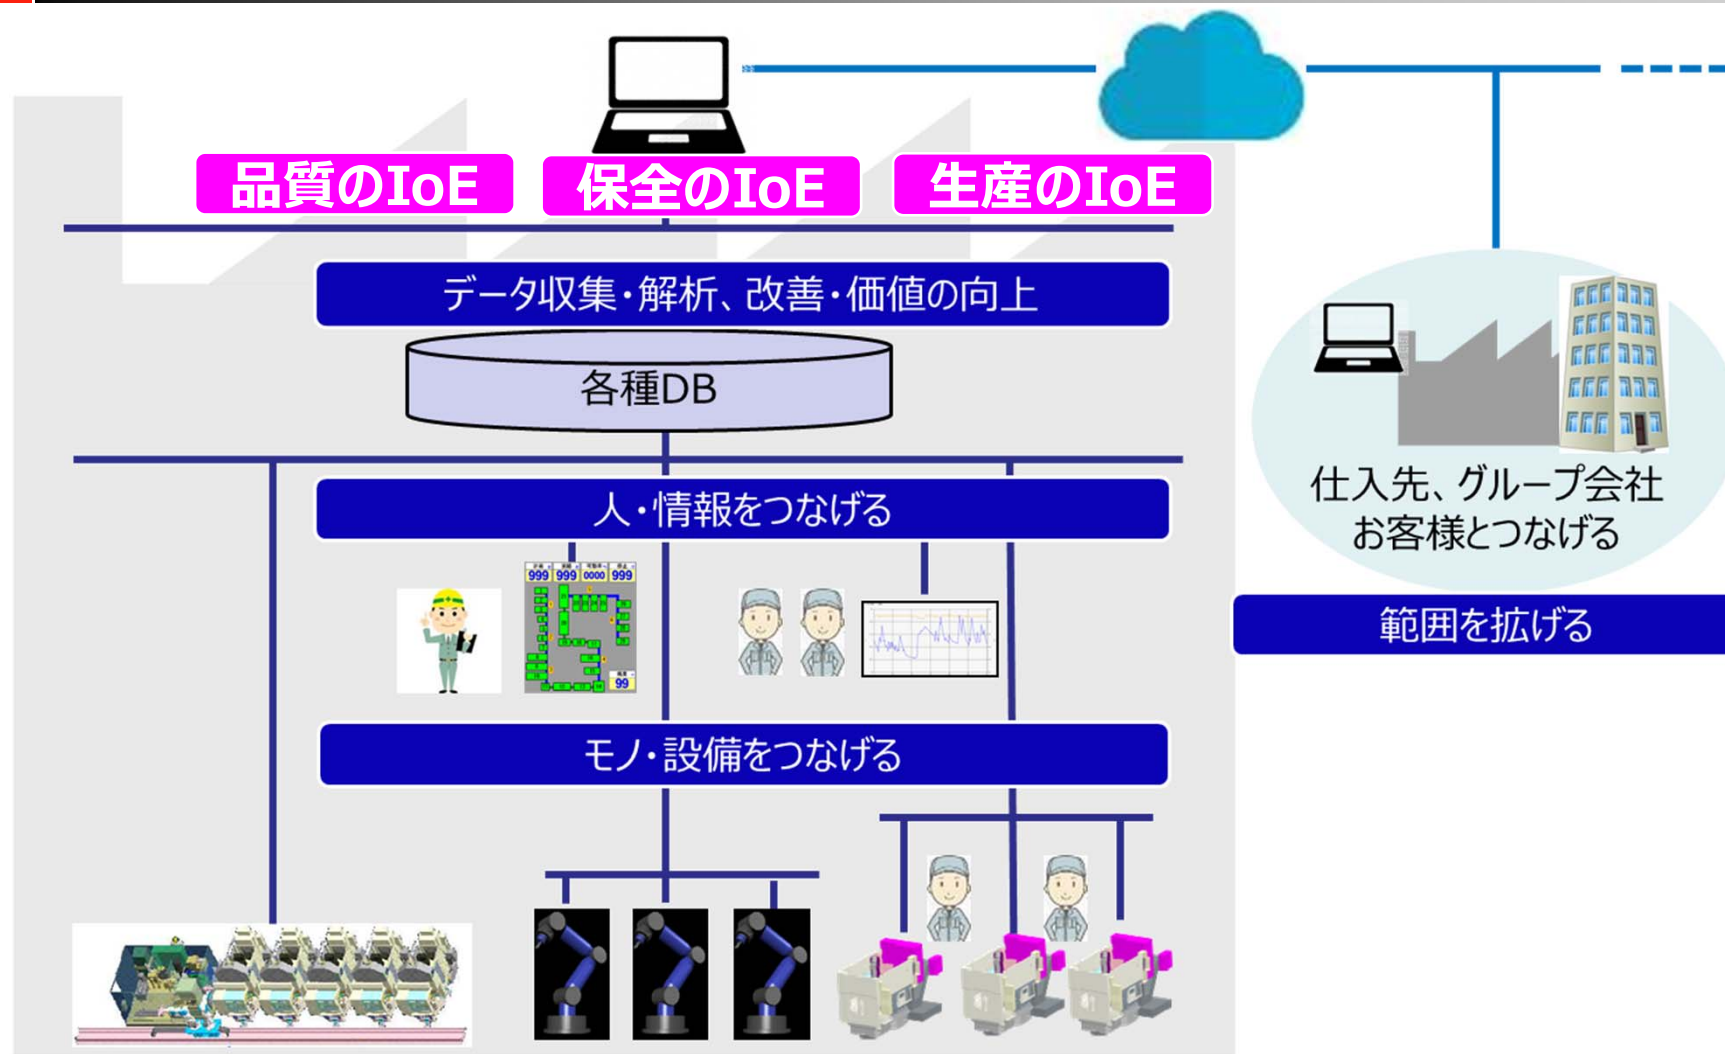 品質のIoE
保全のIoE
生産のIoE
データ収集・解析、改善・価値の向上
各種DB
人・情報をつなげる
999 999 0000 999
99
モノ・設備をつなげる
仕入先、グループ会社
お客様とつなげる
範囲を拡げる